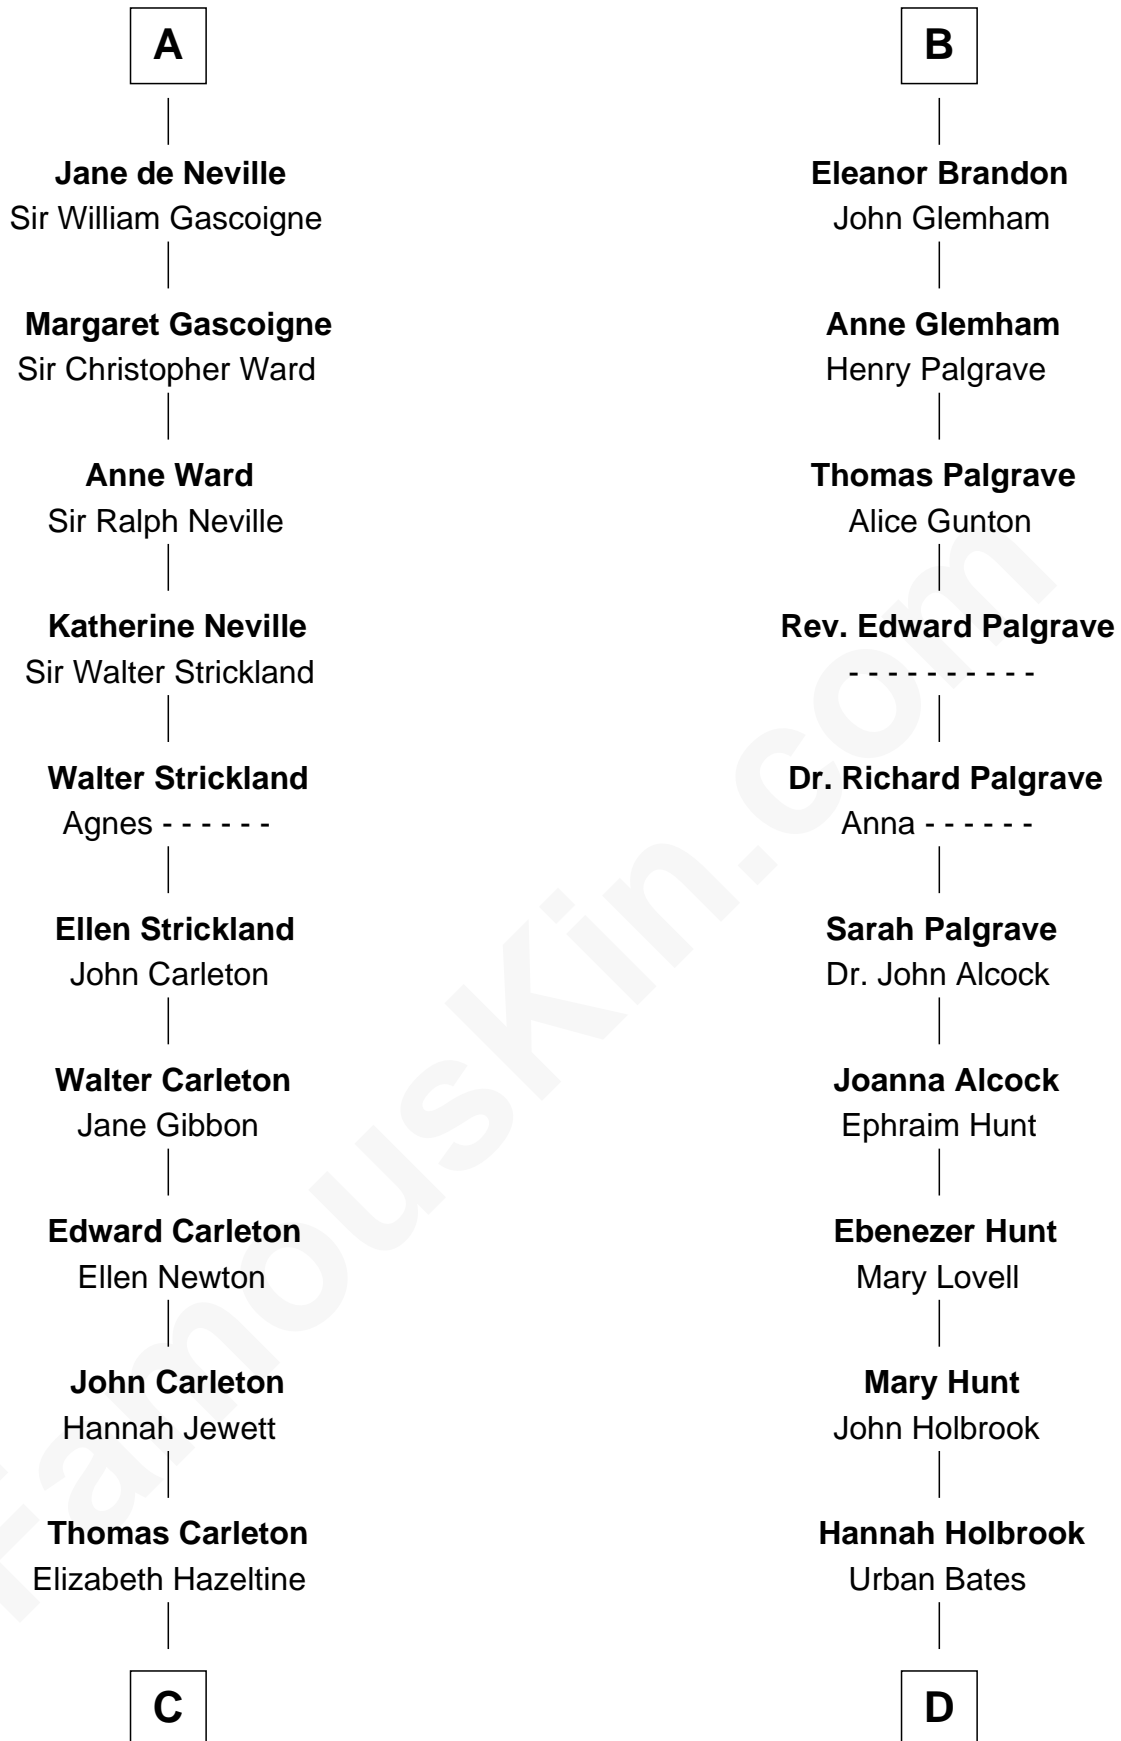 A
Jane de Neville
Sir William Gascoigne
Margaret Gascoigne
Sir Christopher Ward
Anne Ward
Sir Ralph Neville
Katherine Neville
Sir Walter Strickland
Walter Strickland
Agnes - - - - - -
Ellen Strickland
John Carleton
Walter Carleton
Jane Gibbon
Edward Carleton
Ellen Newton
John Carleton
Hannah Jewett
Thomas Carleton
Elizabeth Hazeltine
C
B
Eleanor Brandon
John Glemham
Anne Glemham
Henry Palgrave
Thomas Palgrave
Alice Gunton
Rev. Edward Palgrave
- - - - - - - - - -
Dr. Richard Palgrave
Anna - - - - - -
Sarah Palgrave
Dr. John Alcock
Joanna Alcock
Ephraim Hunt
Ebenezer Hunt
Mary Lovell
Mary Hunt
John Holbrook
Hannah Holbrook
Urban Bates
D
FamousKin.com